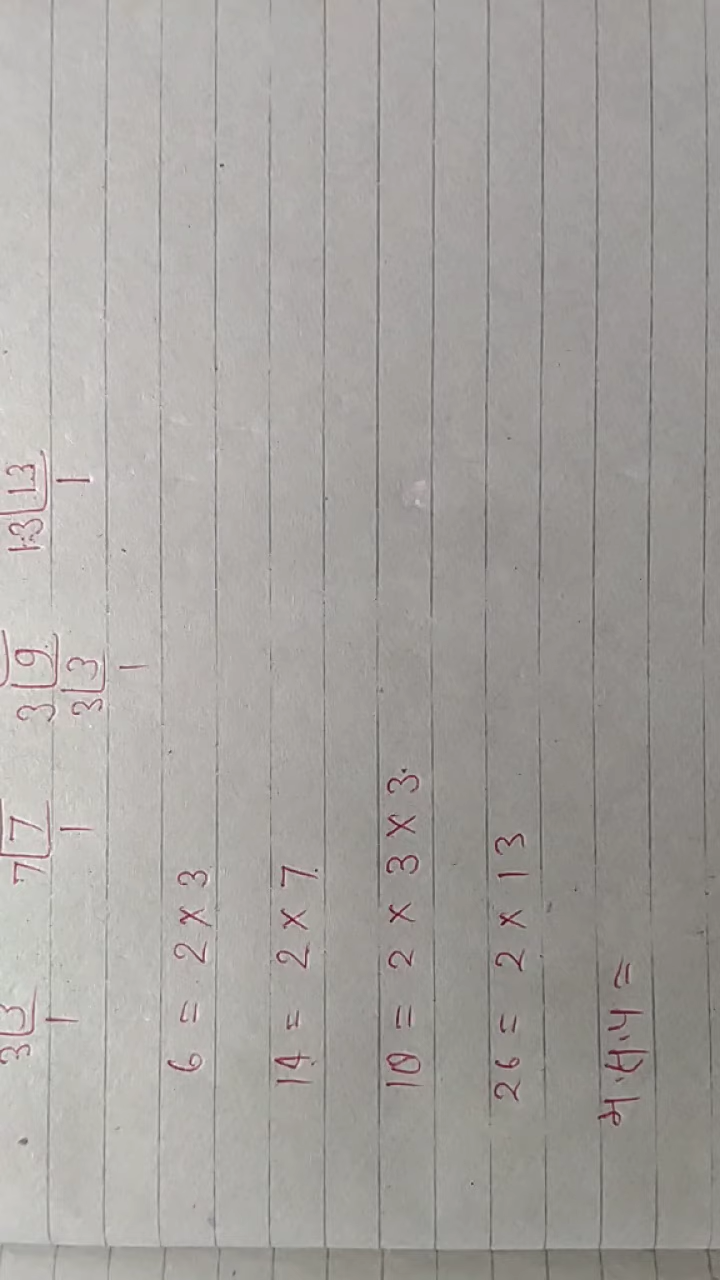 3 3 7 7 3 9 13 13
1 1 3 3 1
1
6 = 2 x 3
14 = 2 x 7
10 = 2 x 3 x 3.
26 = 2 x 13
म.स.प =